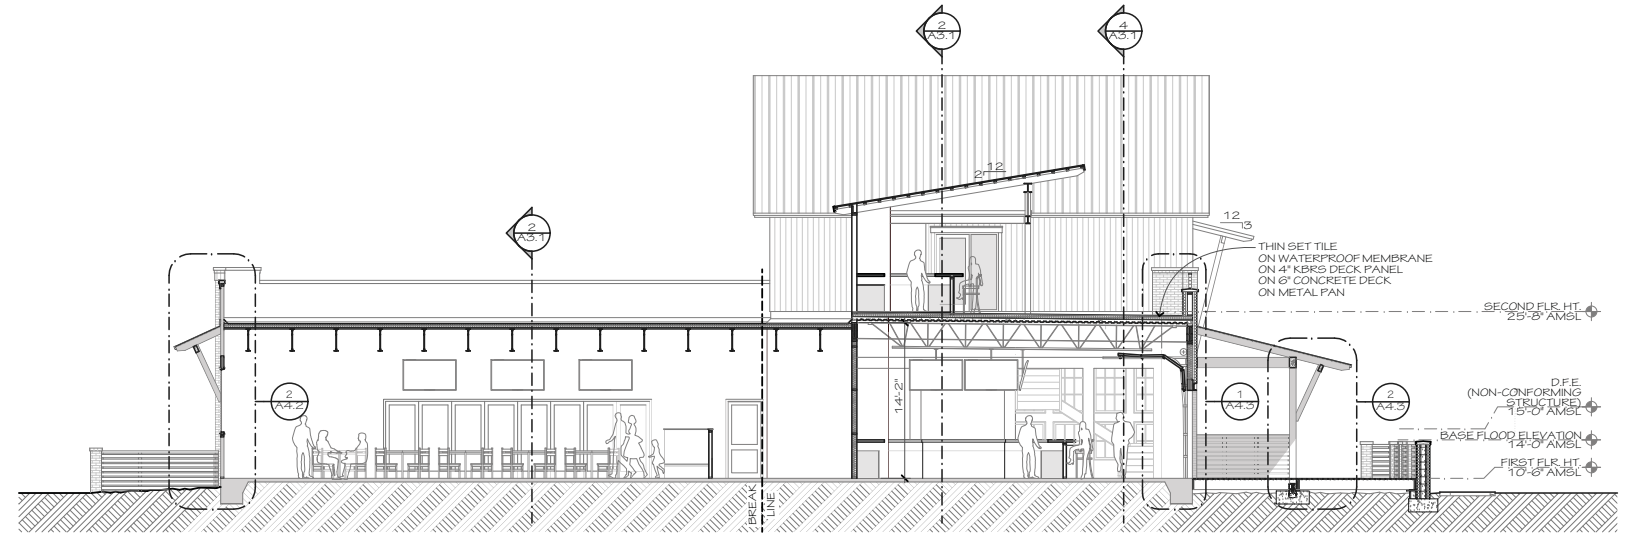 2
A3.1
4
A3.1
12
2
2
A3.1
12
3
THIN SET TILE
ON WATERPROOF MEMBRANE
ON 4" KBRS DECK PANEL
ON 6" CONCRETE DECK
ON METAL PAN
SECOND FLR. HT.
25'-8" AMSL
D.F.E.
(NON-CONFORMING
STRUCTURE)
15'-0" AMSL
BASE FLOOD ELEVATION
14'-0" AMSL
FIRST FLR. HT.
10'-6" AMSL
2
A4.2
14'-2"
1
A4.3
2
A4.3
BREAK
LINE